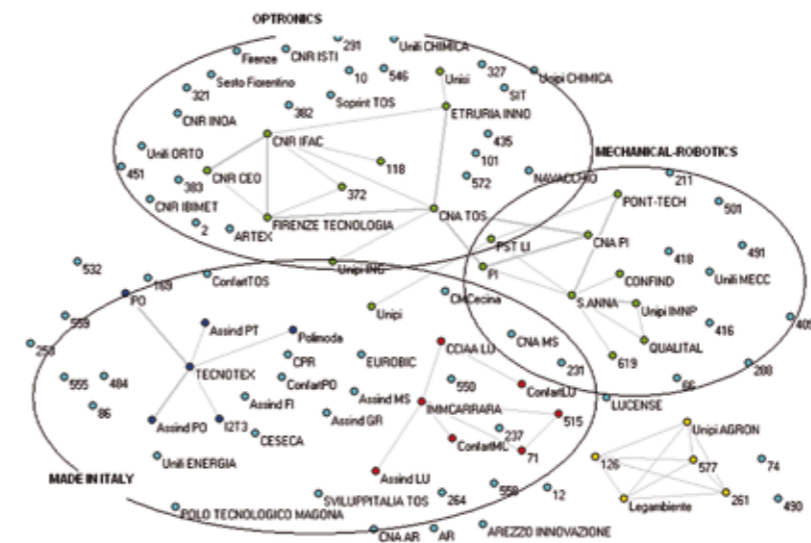 OPTRONICS
291
Unifi CHIMICA
Firenze
CNR ISTI
10
546
Unisi
327
Unipi CHIMICA
Sesto Fiorentino
321
382
Soprint TOS
SIT
CNR INOA
ETRURIA INNO
CNR IFAC
435
Unifi ORTO
118
101
MECHANICAL-ROBOTICS
451
CNR CEO
383
372
572
NAVACCHIO
211
CNR IBIMET
PONT-TECH
501
2
ARTEX
FIRENZE TECNOLOGIA
CNA TOS
PST LI
CNA PI
491
418
532
169
ConfartTOS
Unipi ING
PI
CONFIND
Unifi MECC
PO
CMCecina
S.ANNA
Unipi IMNP
559
Assind PT
Polimoda
Unipi
416
405
258
CCIAA LU
CNA MS
QUALITAL
CPR
EUROBIC
231
619
288
555
484
TECNOTEX
ConfartPO
550
ConfartLU
66
86
Assind FI
Assind MS
IMMCARRARA
LUCENSE
Assind PO
I2T3
Assind GR
515
237
Unipi AGRON
CESECA
ConfartMC
71
Unifi ENERGIA
126
577
74
MADE IN ITALY
Assind LU
SVILUPPITALIA TOS
264
558
12
Legambiente
261
490
POLO TECNOLOGICO MAGONA
CNA AR
AR
AREZZO INNOVAZIONE